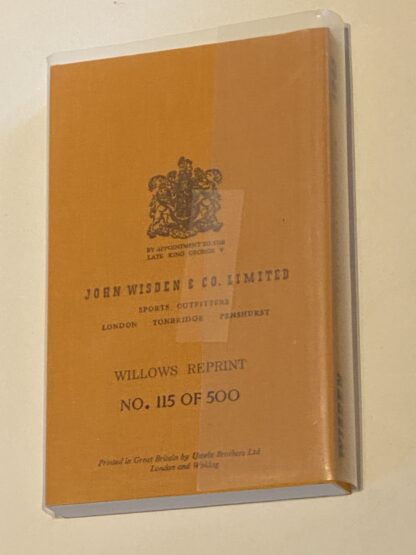 BY APPOINTMENT TO THE
LATE KING GEORGE V
JOHN WISDEN & CO. LIMITED
SPORTS OUTFITTERS
LONDON TONBRIDGE PENSHURST
WILLOWS REPRINT
NO. 115 OF 500
Printed in Great Britain by Unwin Brothers Ltd
London and Woking